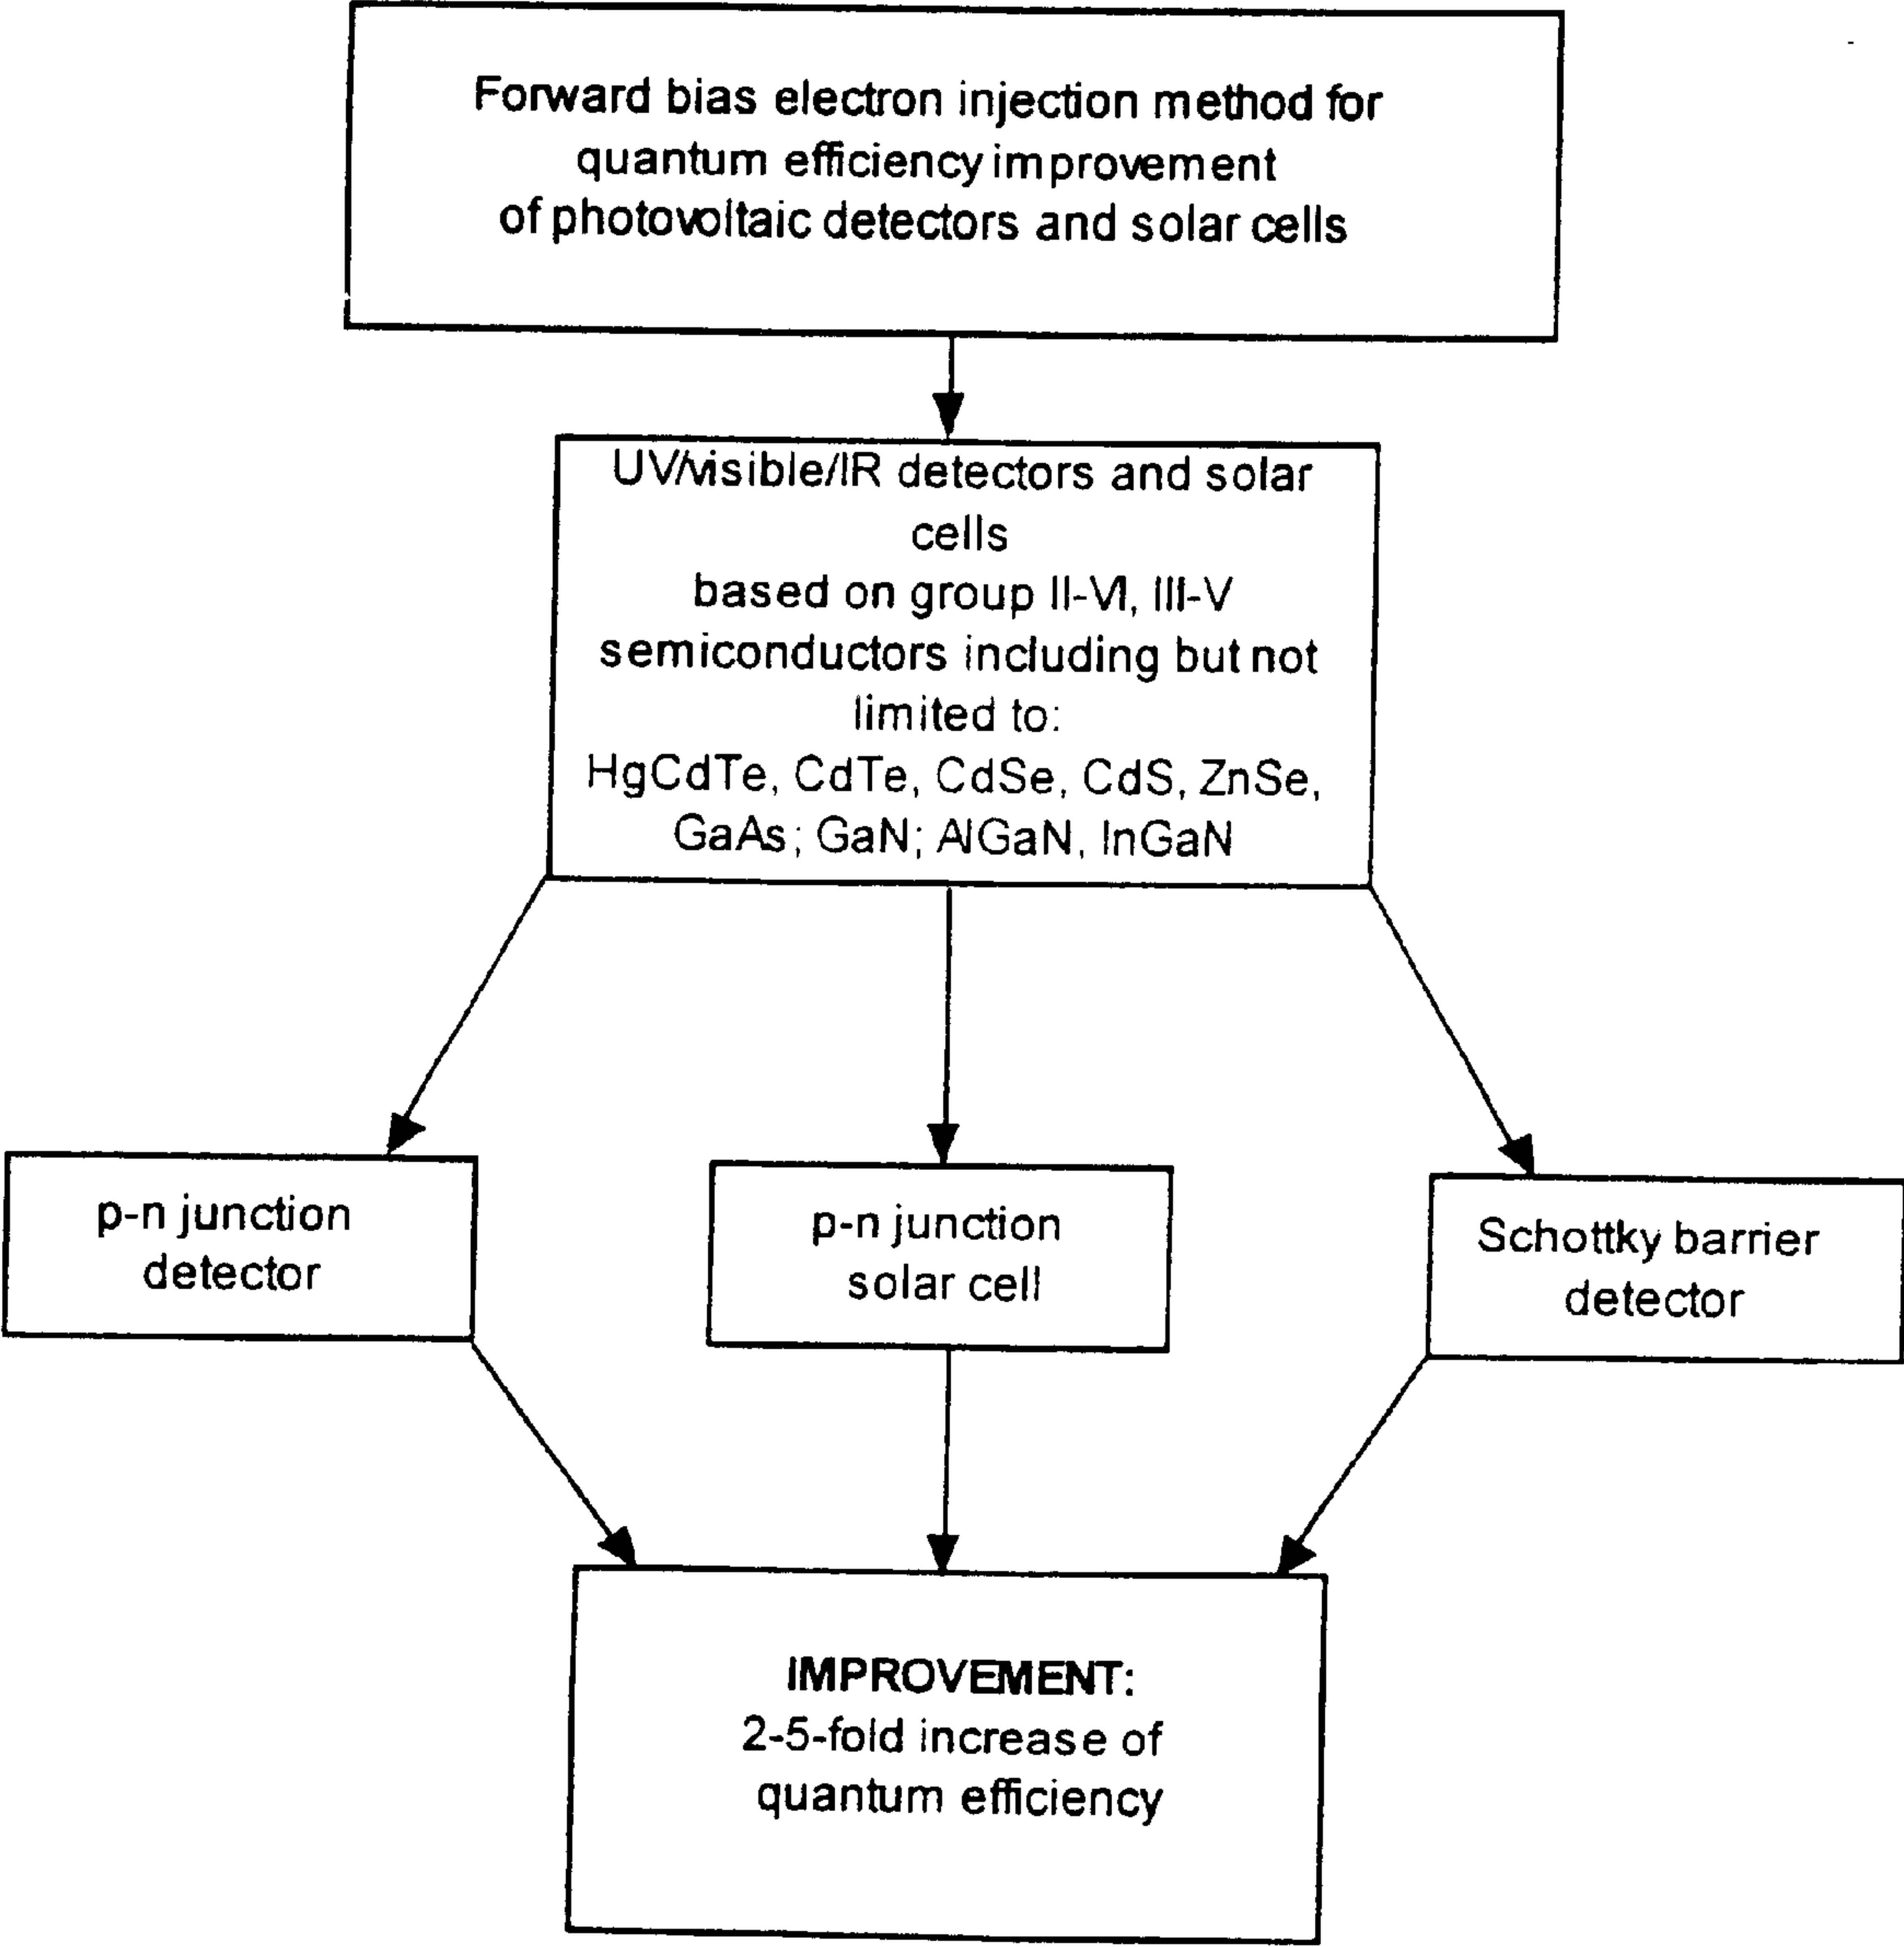 Forward bias electron injection method for
quantum efficiency improvement
of photovoltaic detectors and solar cells
UV/visible/IR detectors and solar
cells
based on group II-VI, III-V
semiconductors including but not
limited to:
HgCdTe, CdTe, CdSe, CdS, ZnSe,
GaAs; GaN; AlGaN, InGaN
p-n junction
detector
p-n junction
solar cell
Schottky barrier
detector
IMPROVEMENT:
2-5-fold increase of
quantum efficiency